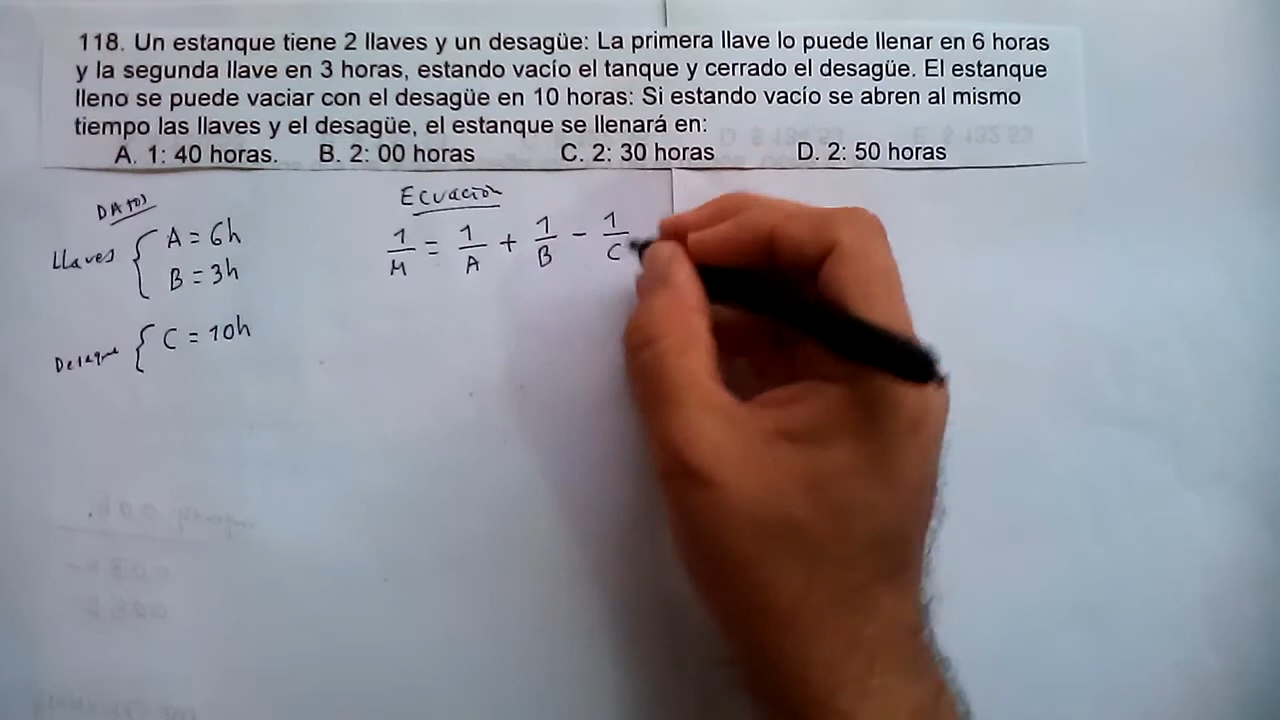 118. Un estanque tiene 2 llaves y un desagüe: La primera llave lo puede llenar en 6 horas
y la segunda llave en 3 horas, estando vacío el tanque y cerrado el desagüe. El estanque
lleno se puede vaciar con el desagüe en 10 horas: Si estando vacío se abren al mismo
tiempo las llaves y el desagüe, el estanque se llenará en:
A. 1: 40 horas. B. 2: 00 horas C. 2: 30 horas D. 2: 50 horas
DATOS
Llaves { A = 6h
B = 3h
Desague { C = 10h
Ecuacion
1/M = 1/A + 1/B - 1/C